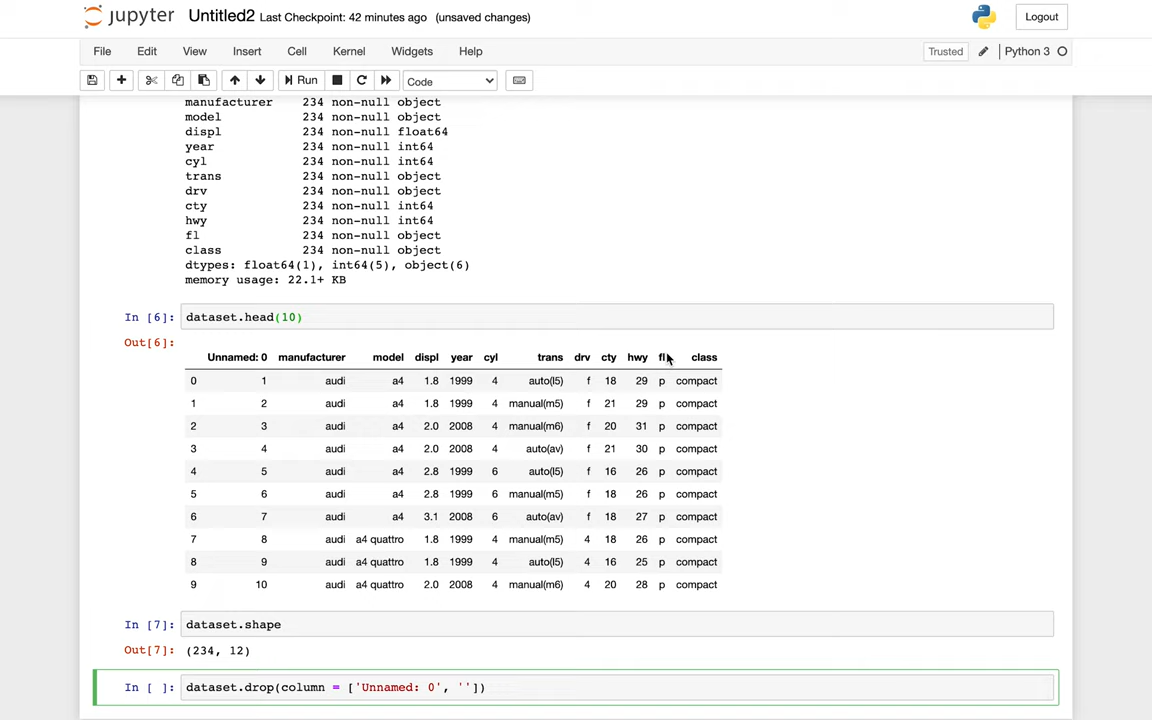 jupyter Untitled2 Last Checkpoint: 42 minutes ago (unsaved changes) Logout
File Edit View Insert Cell Kernel Widgets Help Trusted Python 3
Run Code
manufacturer 234 non-null object
model 234 non-null object
displ 234 non-null float64
year 234 non-null int64
cyl 234 non-null int64
trans 234 non-null object
drv 234 non-null object
cty 234 non-null int64
hwy 234 non-null int64
fl 234 non-null object
class 234 non-null object
dtypes: float64(1), int64(5), object(6)
memory usage: 22.1+ KB
In [6]: dataset.head(10)
Out[6]:
Unnamed: 0 manufacturer model displ year cyl trans drv cty hwy fl class
0 1 audi a4 1.8 1999 4 auto(l5) f 18 29 p compact
1 2 audi a4 1.8 1999 4 manual(m5) f 21 29 p compact
2 3 audi a4 2.0 2008 4 manual(m6) f 20 31 p compact
3 4 audi a4 2.0 2008 4 auto(av) f 21 30 p compact
4 5 audi a4 2.8 1999 6 auto(l5) f 16 26 p compact
5 6 audi a4 2.8 1999 6 manual(m5) f 18 26 p compact
6 7 audi a4 3.1 2008 6 auto(av) f 18 27 p compact
7 8 audi a4 quattro 1.8 1999 4 manual(m5) 4 18 26 p compact
8 9 audi a4 quattro 1.8 1999 4 auto(l5) 4 16 25 p compact
9 10 audi a4 quattro 2.0 2008 4 manual(m6) 4 20 28 p compact
In [7]: dataset.shape
Out[7]: (234, 12)
In [ ]: dataset.drop(column = ['Unnamed: 0', ''])